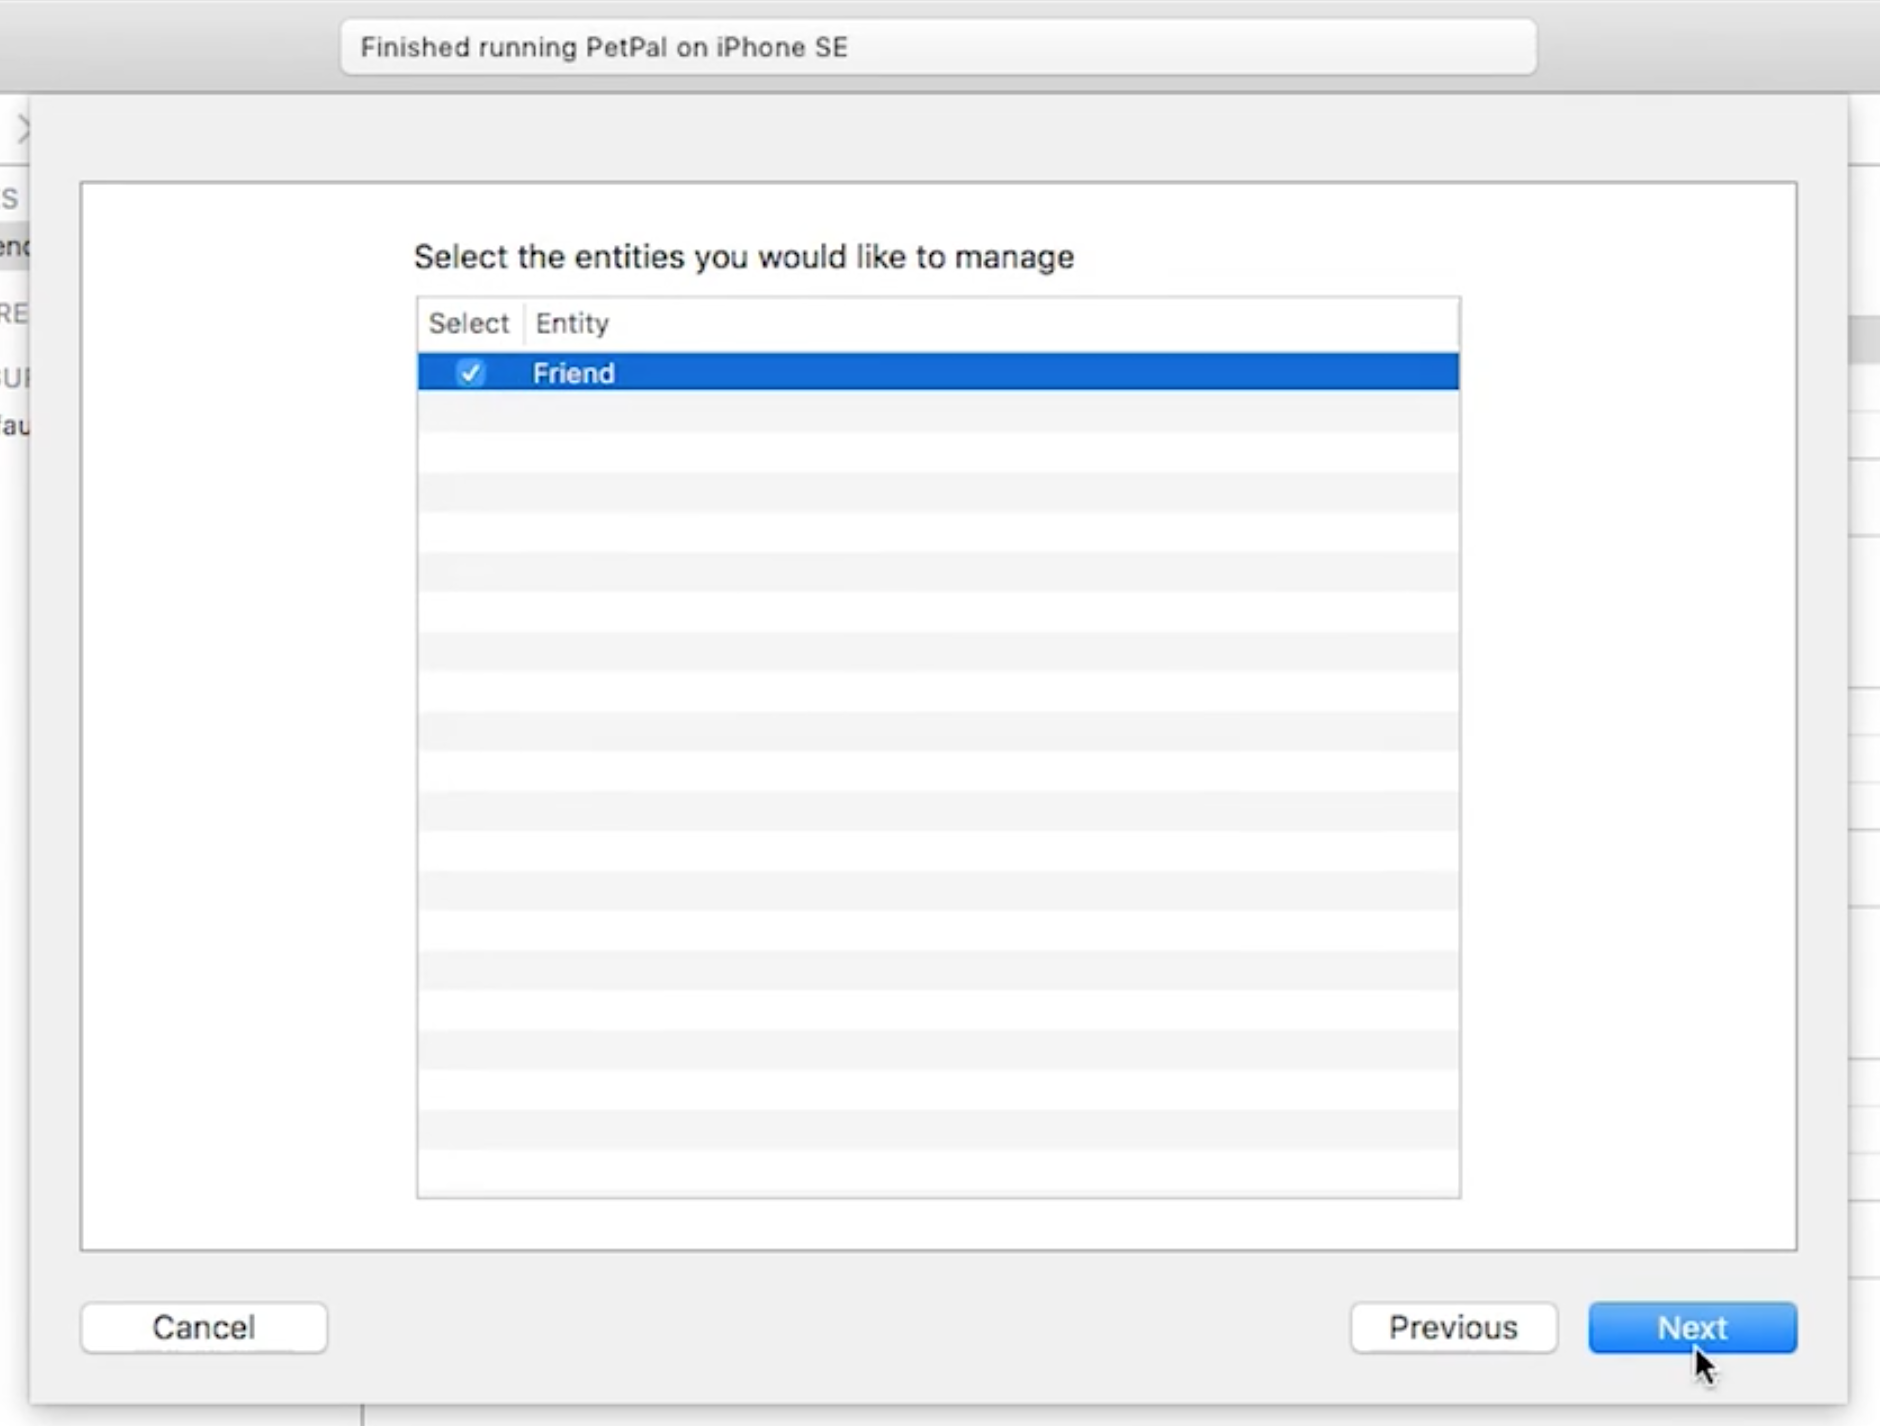 Finished running PetPal on iPhone SE
Select the entities you would like to manage
Select Entity
Friend
Cancel
Previous
Next